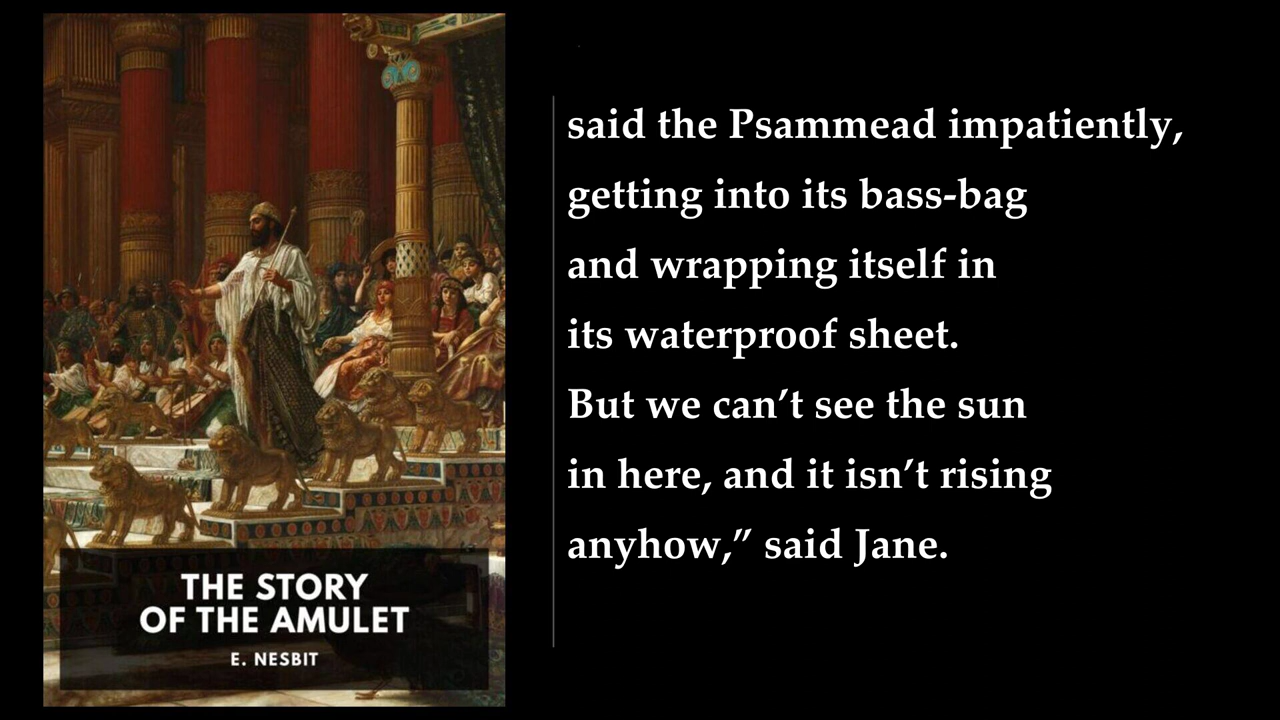 THE STORY
OF THE AMULET
E. NESBIT
said the Psammead impatiently,
getting into its bass-bag
and wrapping itself in
its waterproof sheet.
But we can’t see the sun
in here, and it isn’t rising
anyhow,” said Jane.